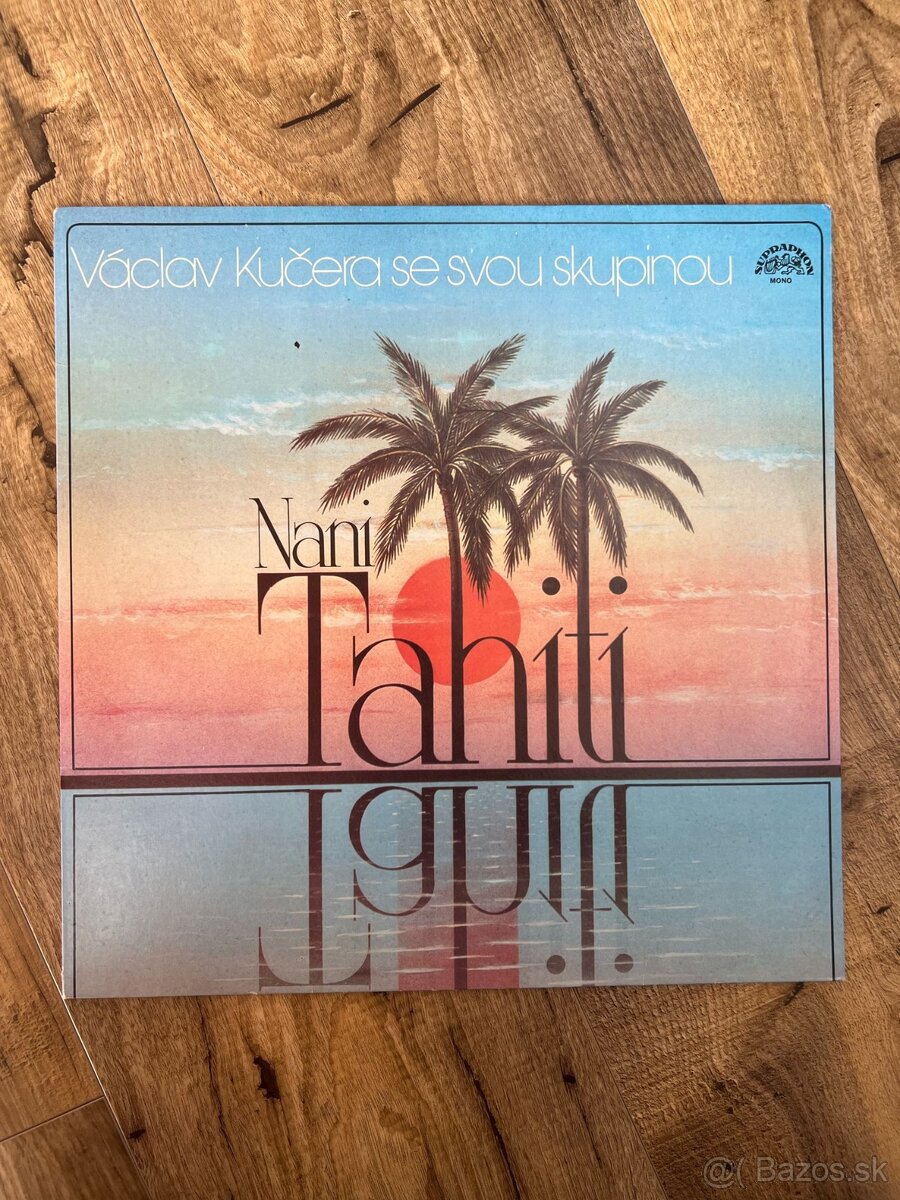 Václav Kučera se svou skupinou
SUPRAPHON
MONO
Nani
Tahiti
@( Bazos.sk